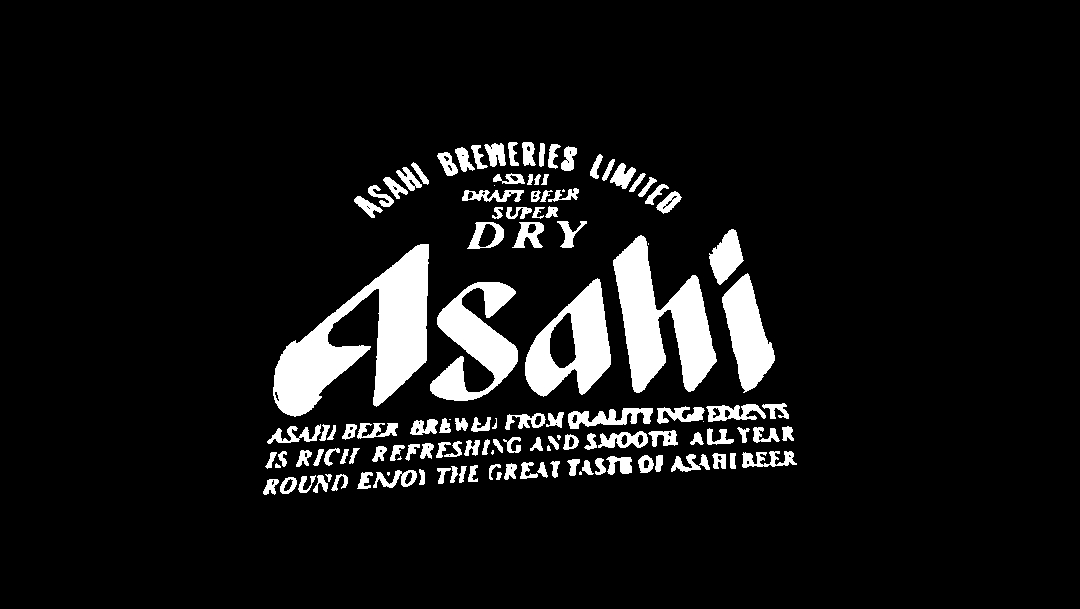 ASAHI BREWERIES LIMITED
ASAHI
DRAFT BEER
SUPER
DRY
Asahi
ASAHI BEER BREWED FROM QUALITY INGREDIENTS
IS RICH REFRESHING AND SMOOTH ALL YEAR
ROUND ENJOY THE GREAT TASTE OF ASAHI BEER